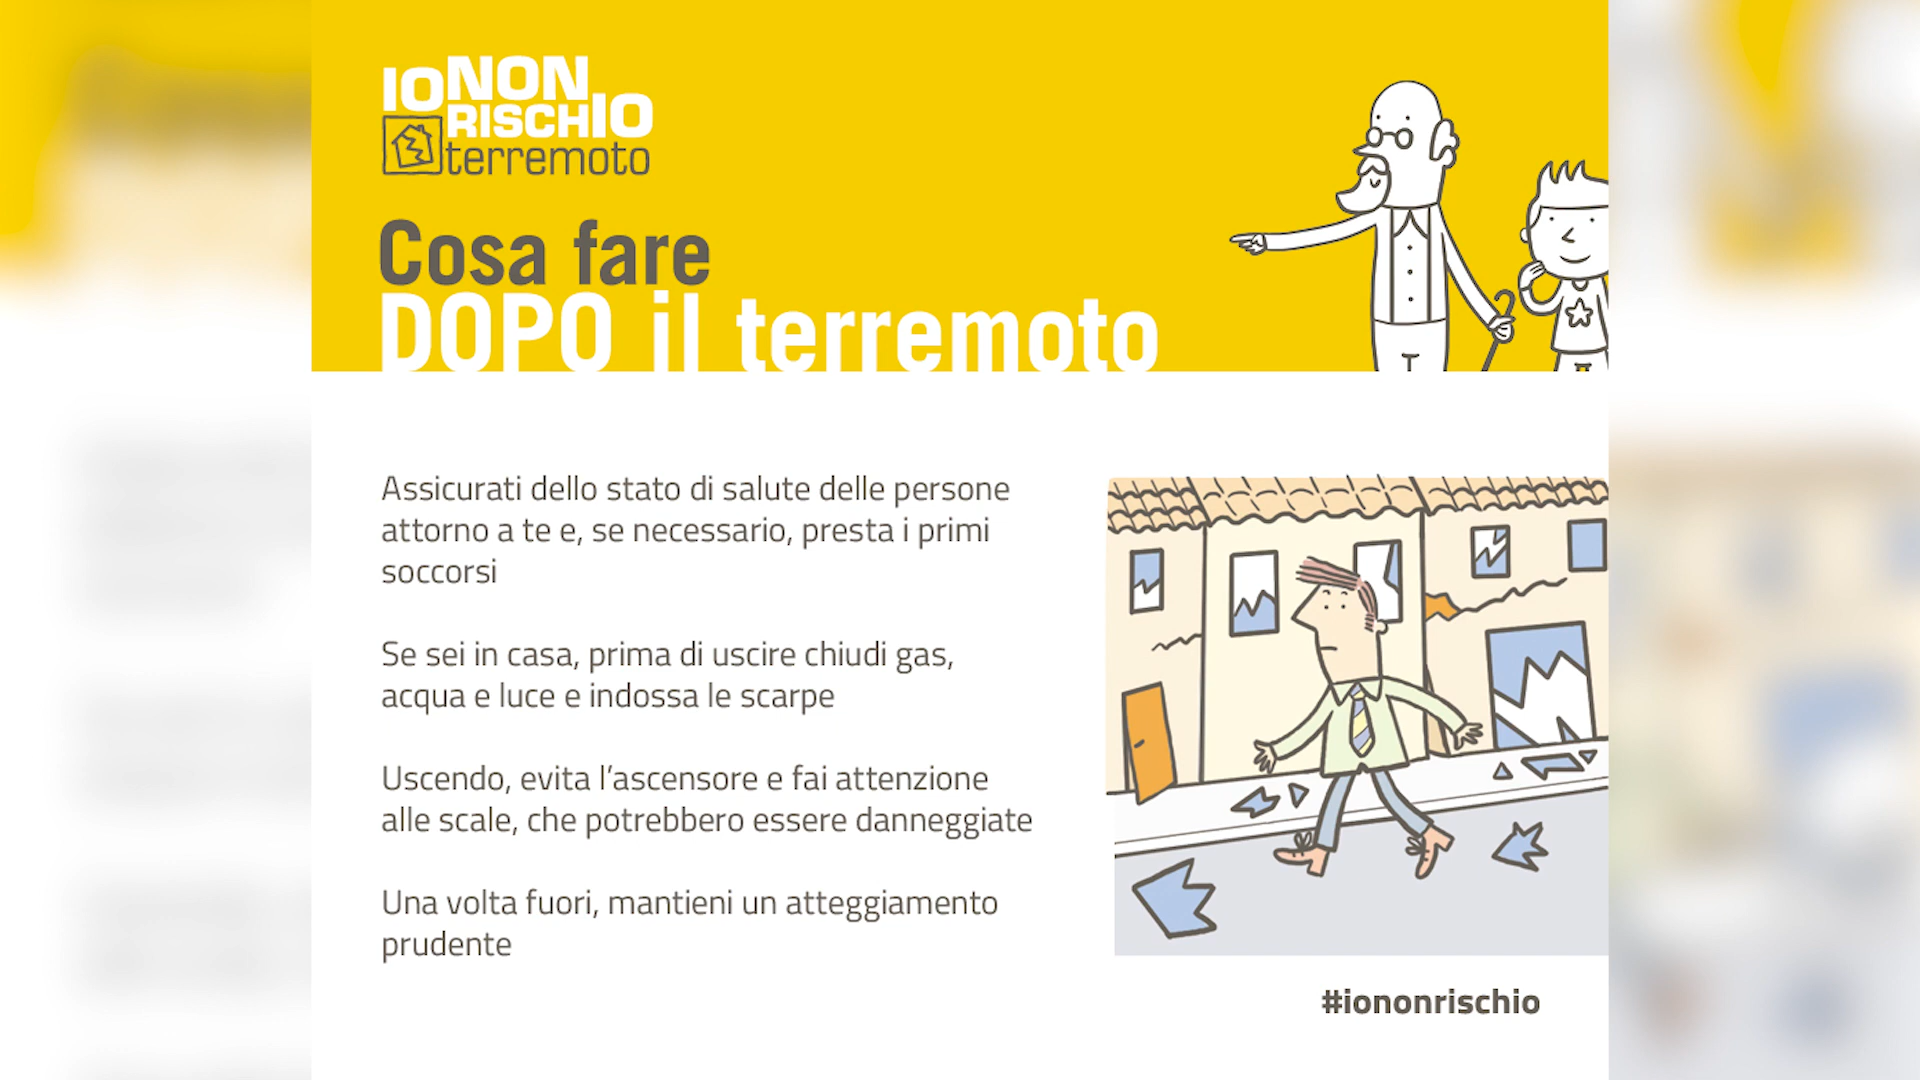 IO NON
RISCHIO
terremoto
Cosa fare
DOPO il terremoto
Assicurati dello stato di salute delle persone
attorno a te e, se necessario, presta i primi
soccorsi
Se sei in casa, prima di uscire chiudi gas,
acqua e luce e indossa le scarpe
Uscendo, evita l’ascensore e fai attenzione
alle scale, che potrebbero essere danneggiate
Una volta fuori, mantieni un atteggiamento
prudente
#iononrischio